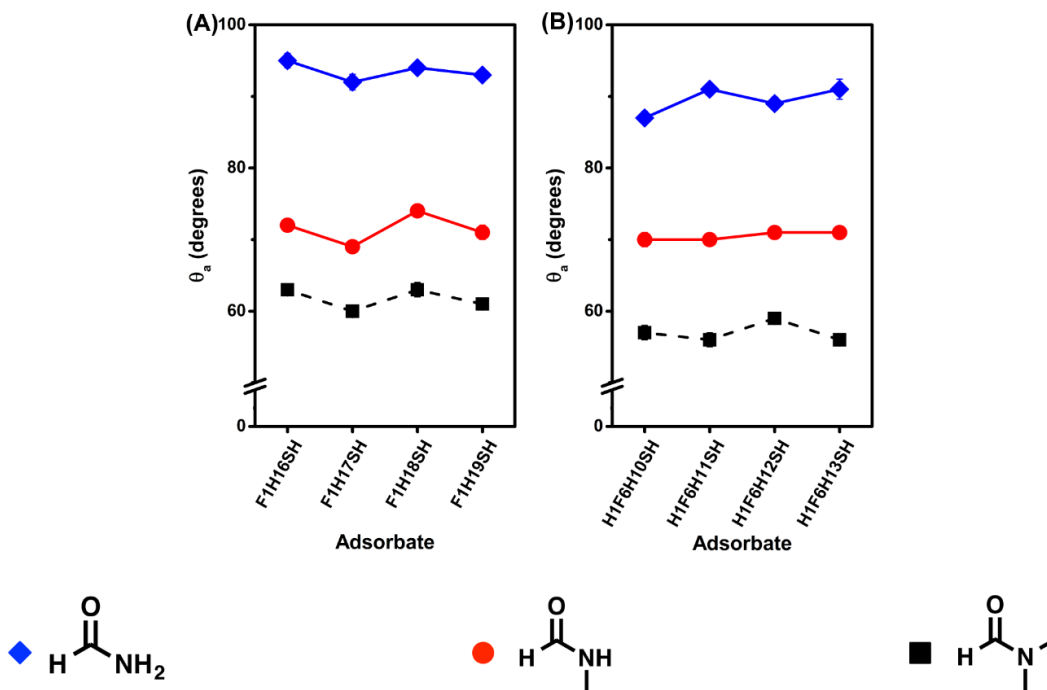 (A)
100
80
60
0
θa (degrees)
F1H16SH
F1H17SH
F1H18SH
F1H19SH
Adsorbate
(B)
100
80
60
0
θa (degrees)
H1F6H10SH
H1F6H11SH
H1F6H12SH
H1F6H13SH
Adsorbate
O
H NH2
O
H NH
O
H N